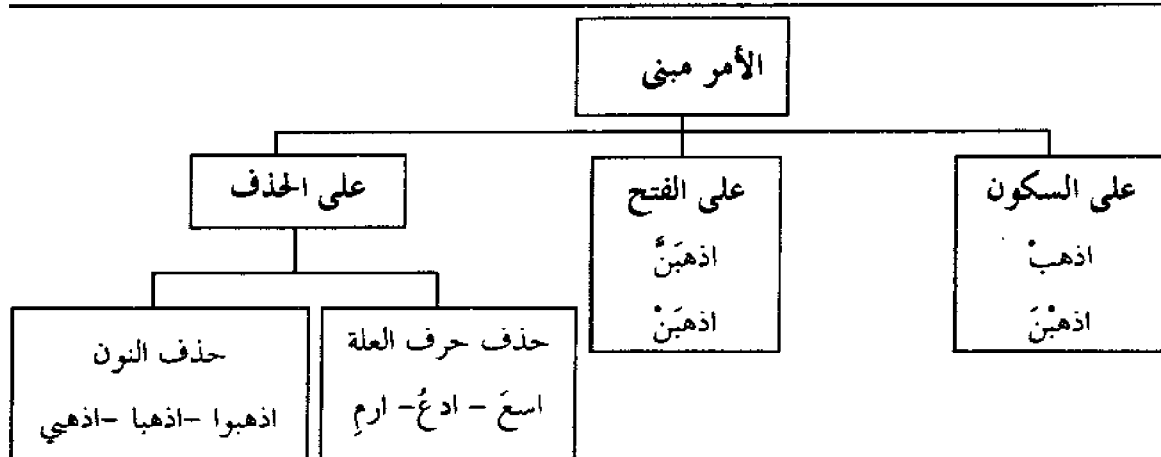 الأمر مبنى
على السكون
اذهبْ
اذهبْنَ
على الفتح
اذهبَنَّ
اذهبَنْ
على الحذف
حذف حرف العلة
اسعَ - ادعُ - ارمِ
حذف النون
اذهبوا - اذهبا - اذهبي